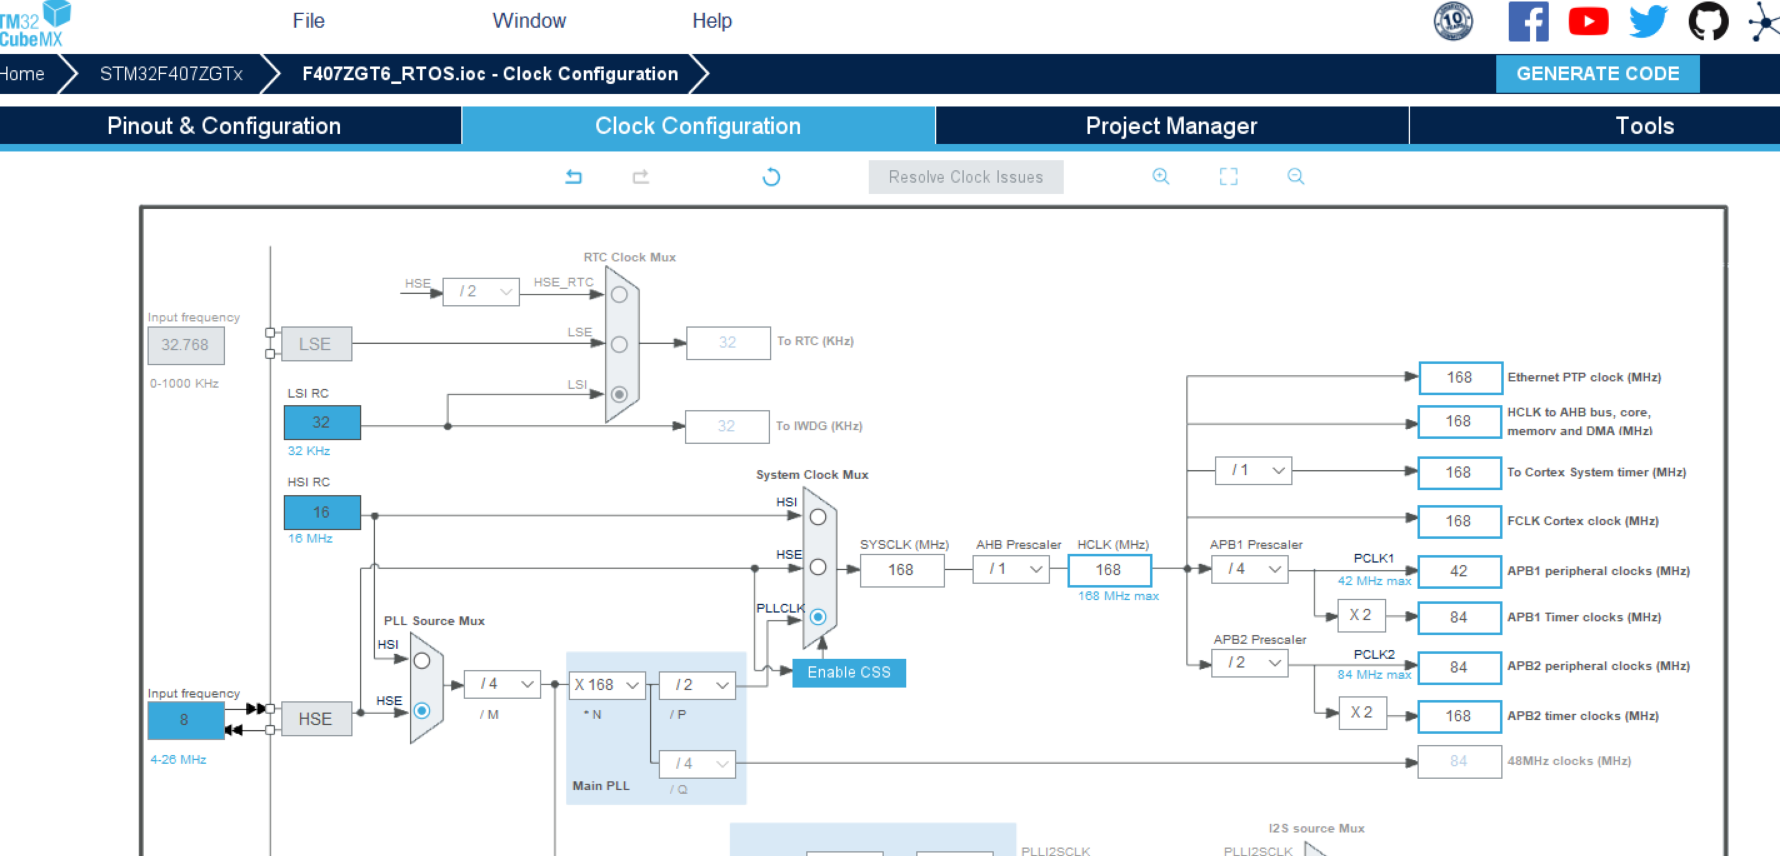 TM32
CubeMX
File
Window
Help
10
Home
STM32F407ZGTx
F407ZGT6_RTOS.ioc - Clock Configuration
GENERATE CODE
Pinout & Configuration
Clock Configuration
Project Manager
Tools
Resolve Clock Issues
RTC Clock Mux
HSE
/ 2
HSE_RTC
Input frequency
32.768
0-1000 KHz
LSE
LSE
32
To RTC (KHz)
LSI RC
32
32 KHz
LSI
32
To IWDG (KHz)
HSI RC
16
16 MHz
System Clock Mux
HSI
HSE
PLLCLK
Enable CSS
SYSCLK (MHz)
168
AHB Prescaler
/ 1
HCLK (MHz)
168
168 MHz max
168
Ethernet PTP clock (MHz)
168
HCLK to AHB bus, core,
memory and DMA (MHz)
/ 1
168
To Cortex System timer (MHz)
168
FCLK Cortex clock (MHz)
APB1 Prescaler
/ 4
PCLK1
42 MHz max
42
APB1 peripheral clocks (MHz)
X 2
84
APB1 Timer clocks (MHz)
APB2 Prescaler
/ 2
PCLK2
84 MHz max
84
APB2 peripheral clocks (MHz)
X 2
168
APB2 timer clocks (MHz)
84
48MHz clocks (MHz)
PLL Source Mux
HSI
HSE
Input frequency
8
4-26 MHz
HSE
/ 4
/ M
X 168
* N
/ 2
/ P
/ 4
/ Q
Main PLL
PLLI2SCLK
I2S source Mux
PLLI2SCLK